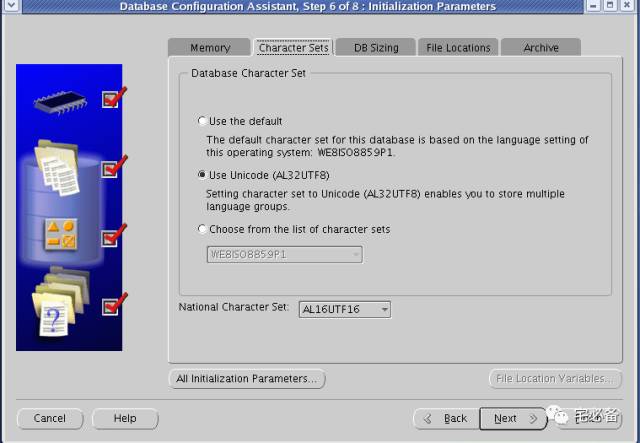 Database Configuration Assistant, Step 6 of 8 : Initialization Parameters
Memory
Character Sets
DB Sizing
File Locations
Archive
Database Character Set
Use the default
The default character set for this database is based on the language setting of
this operating system: WE8ISO8859P1.
Use Unicode (AL32UTF8)
Setting character set to Unicode (AL32UTF8) enables you to store multiple
language groups.
Choose from the list of character sets
WE8ISO8859P1
National Character Set:
AL16UTF16
All Initialization Parameters...
File Location Variables...
Cancel
Help
Back
Next